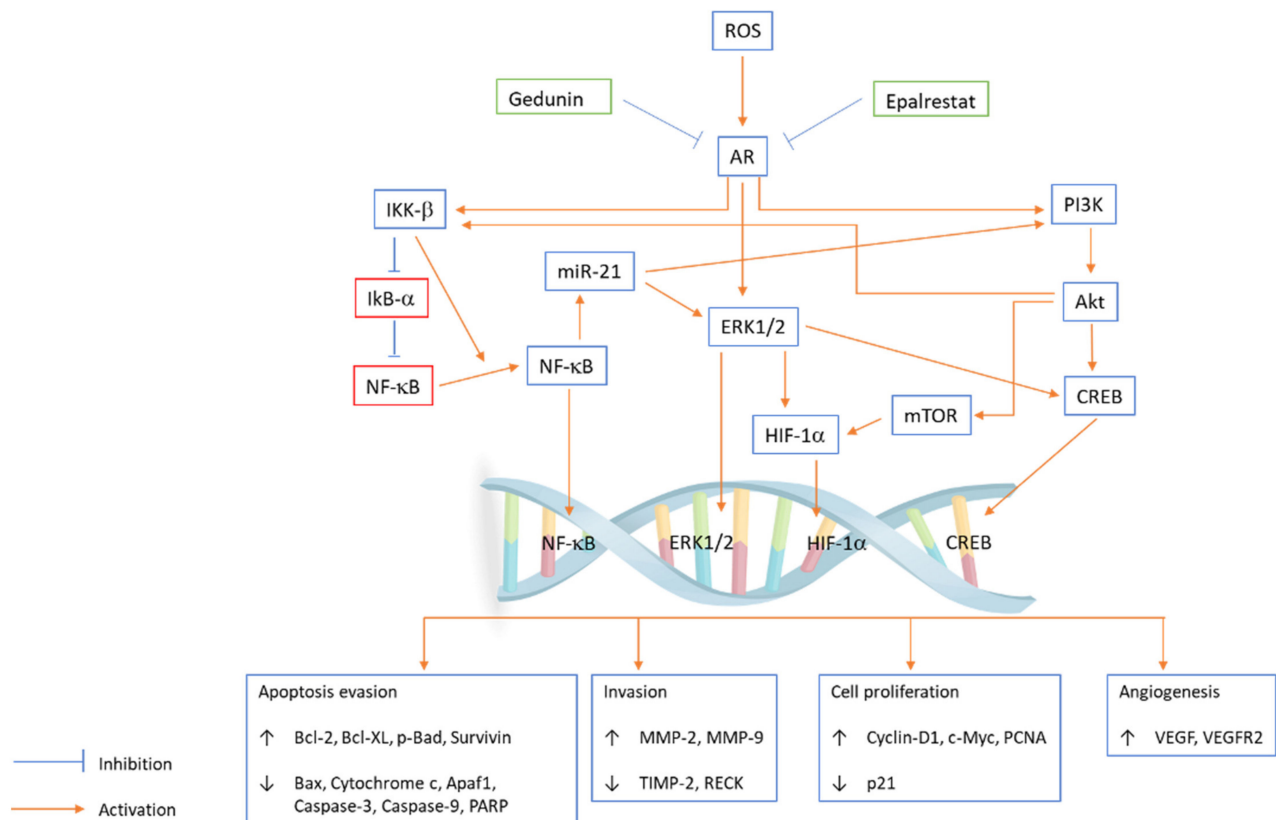 ROS
Gedunin
Epalrestat
AR
IKK-β
PI3K
miR-21
IkB-α
Akt
ERK1/2
NF-κB
NF-κB
CREB
mTOR
HIF-1α
NF-κB
ERK1/2
HIF-1α
CREB
Apoptosis evasion
↑ Bcl-2, Bcl-XL, p-Bad, Survivin
↓ Bax, Cytochrome c, Apaf1,
Caspase-3, Caspase-9, PARP
Invasion
↑ MMP-2, MMP-9
↓ TIMP-2, RECK
Cell proliferation
↑ Cyclin-D1, c-Myc, PCNA
↓ p21
Angiogenesis
↑ VEGF, VEGFR2
Inhibition
Activation